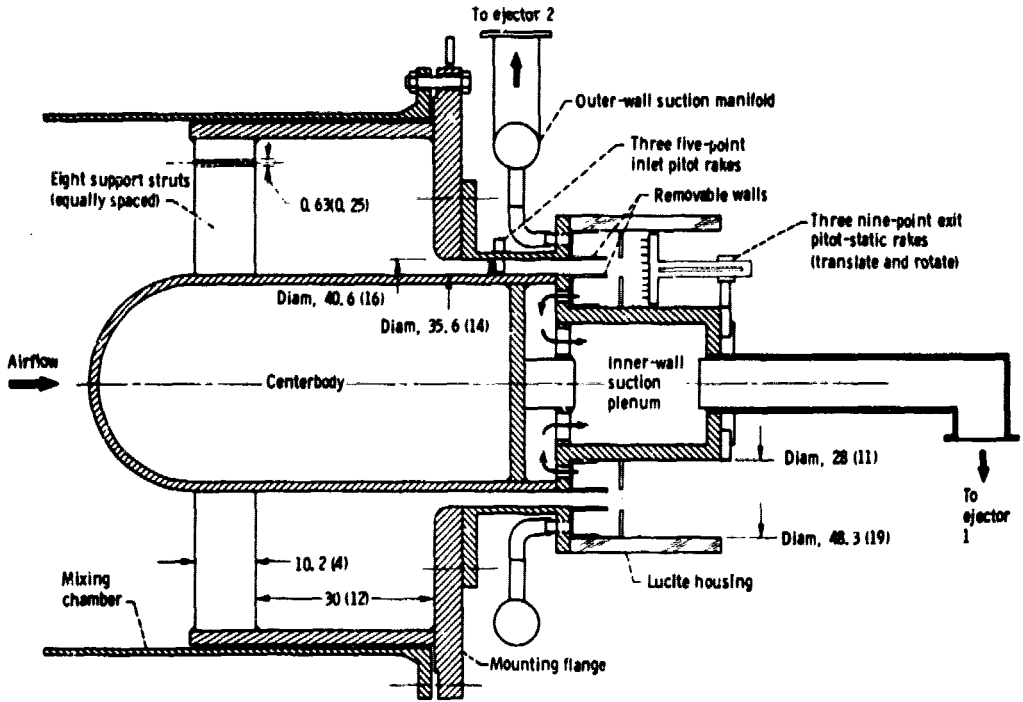 To ejector 2
Outer-wall suction manifold
Three five-point
inlet pitot rakes
Removable walls
Eight support struts
(equally spaced)
0.63(0.25)
Three nine-point exit
pitot-static rakes
(translate and rotate)
Diam, 40.6 (16)
Diam, 35.6 (14)
Airflow
Centerbody
Inner-wall
suction
plenum
Diam, 28 (11)
To
ejector
1
Diam, 48.3 (19)
10.2 (4)
Lucite housing
Mixing
chamber
30 (12)
Mounting flange